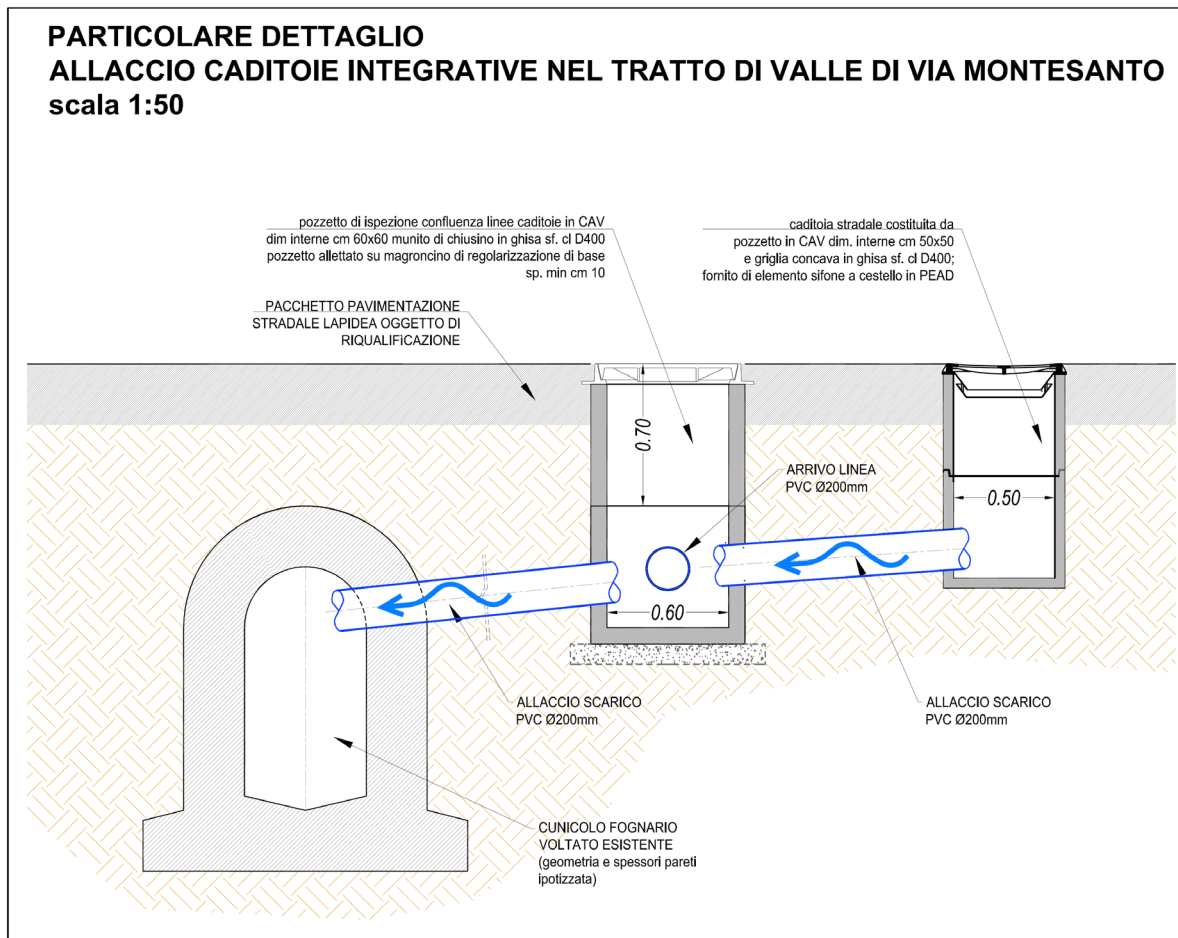 PARTICOLARE DETTAGLIO
ALLACCIO CADITOIE INTEGRATIVE NEL TRATTO DI VALLE DI VIA MONTESANTO
scala 1:50
pozzetto di ispezione confluenza linee caditoie in CAV
dim interne cm 60x60 munito di chiusino in ghisa sf. cl D400
pozzetto allettato su magroncino di regolarizzazione di base
sp. min cm 10
caditoia stradale costituita da
pozzetto in CAV dim. interne cm 50x50
e griglia concava in ghisa sf. cl D400;
fornito di elemento sifone a cestello in PEAD
PACCHETTO PAVIMENTAZIONE
STRADALE LAPIDEA OGGETTO DI
RIQUALIFiCAZIONE
0.70
ARRIVO LINEA
PVC Ø200mm
0.50
0.60
ALLACCIO SCARICO
PVC Ø200mm
ALLACCIO SCARICO
PVC Ø200mm
CUNICOLO FOGNARIO
VOLTATO ESISTENTE
(geometria e spessori pareti
ipotizzata)